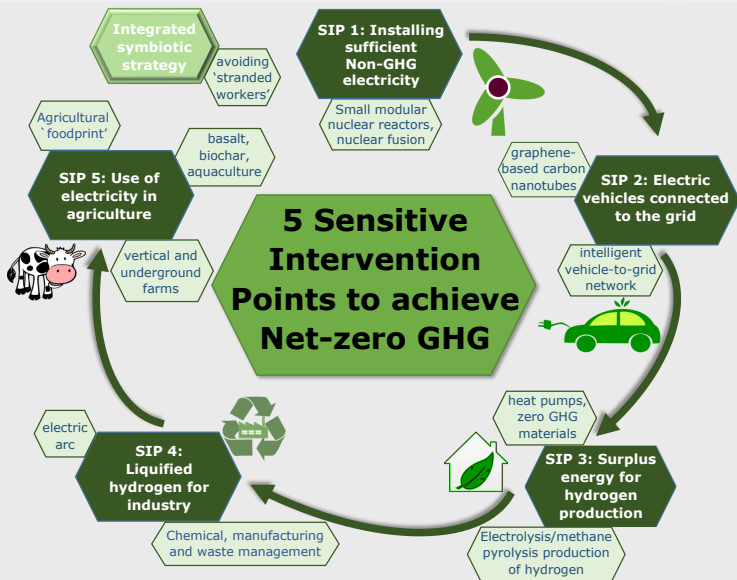 Integrated
symbiotic
strategy
avoiding
‘stranded
workers’
SIP 1: Installing
sufficient
Non-GHG
electricity
Small modular
nuclear reactors,
nuclear fusion
graphene-
based carbon
nanotubes
SIP 2: Electric
vehicles connected
to the grid
intelligent
vehicle-to-grid
network
5 Sensitive
Intervention
Points to achieve
Net-zero GHG
heat pumps,
zero GHG
materials
SIP 3: Surplus
energy for
hydrogen
production
Electrolysis/methane
pyrolysis production
of hydrogen
SIP 4:
Liquified
hydrogen for
industry
electric
arc
Chemical, manufacturing
and waste management
Agricultural
‘foodprint’
basalt,
biochar,
aquaculture
SIP 5: Use of
electricity in
agriculture
vertical and
underground
farms